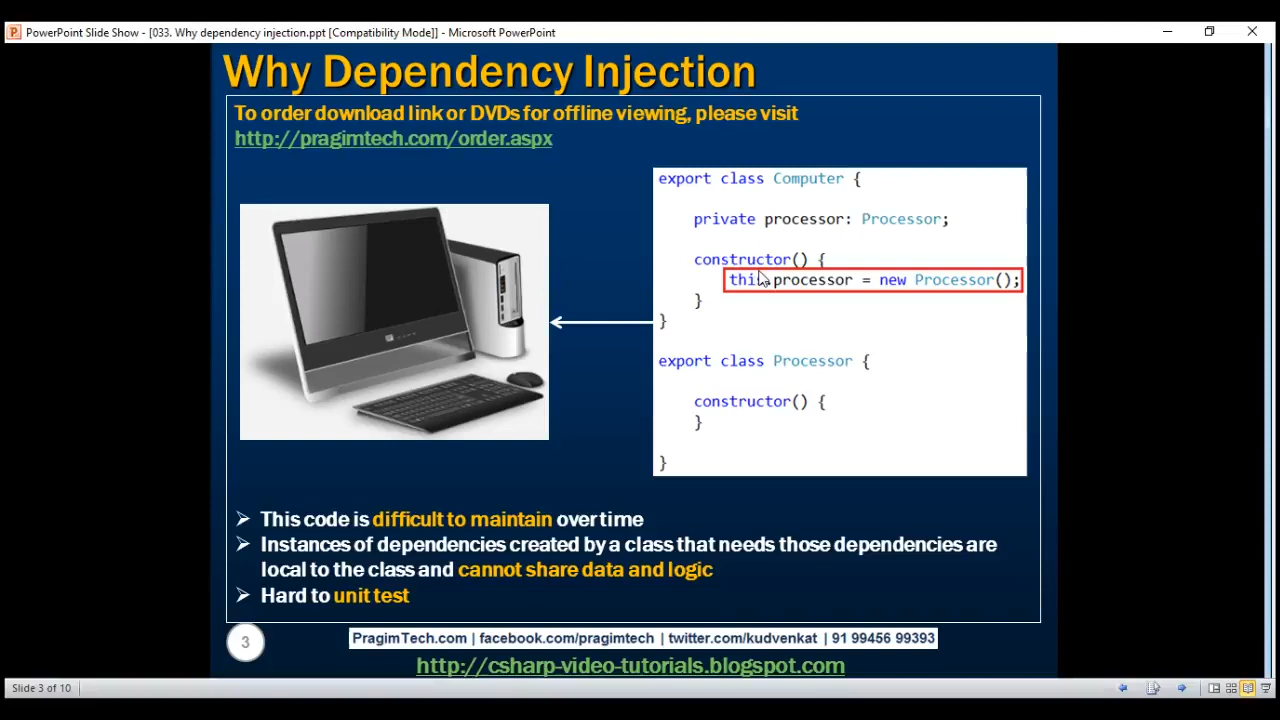 PowerPoint Slide Show - [033. Why dependency injection.ppt [Compatibility Mode]] - Microsoft PowerPoint
Why Dependency Injection
To order download link or DVDs for offline viewing, please visit
http://pragimtech.com/order.aspx
export class Computer {
private processor: Processor;
constructor() {
this.processor = new Processor();
}
}
export class Processor {
constructor() {
}
}
➢ This code is difficult to maintain over time
➢ Instances of dependencies created by a class that needs those dependencies are
local to the class and cannot share data and logic
➢ Hard to unit test
3
PragimTech.com | facebook.com/pragimtech | twitter.com/kudvenkat | 91 99456 99393
http://csharp-video-tutorials.blogspot.com
Slide 3 of 10